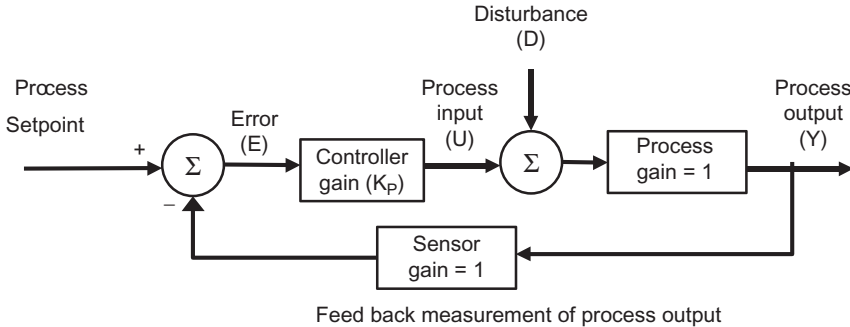 Disturbance
(D)
Process
Setpoint
+
Σ
−
Error
(E)
Controller
gain (KP)
Process
input
(U)
Σ
Process
gain = 1
Process
output
(Y)
Sensor
gain = 1
Feed back measurement of process output